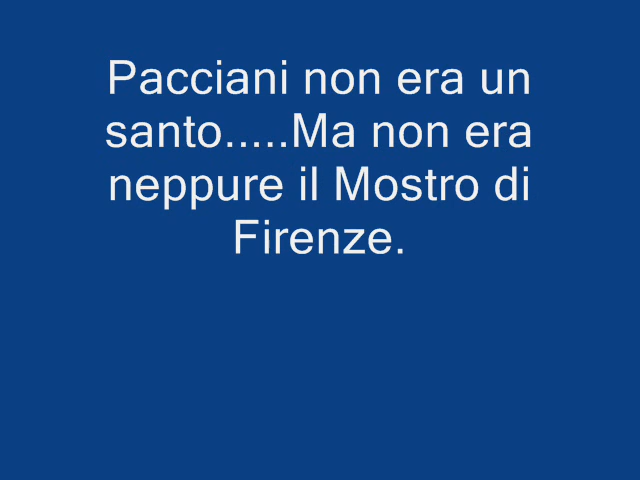 Pacciani non era un
santo.....Ma non era
neppure il Mostro di
Firenze.